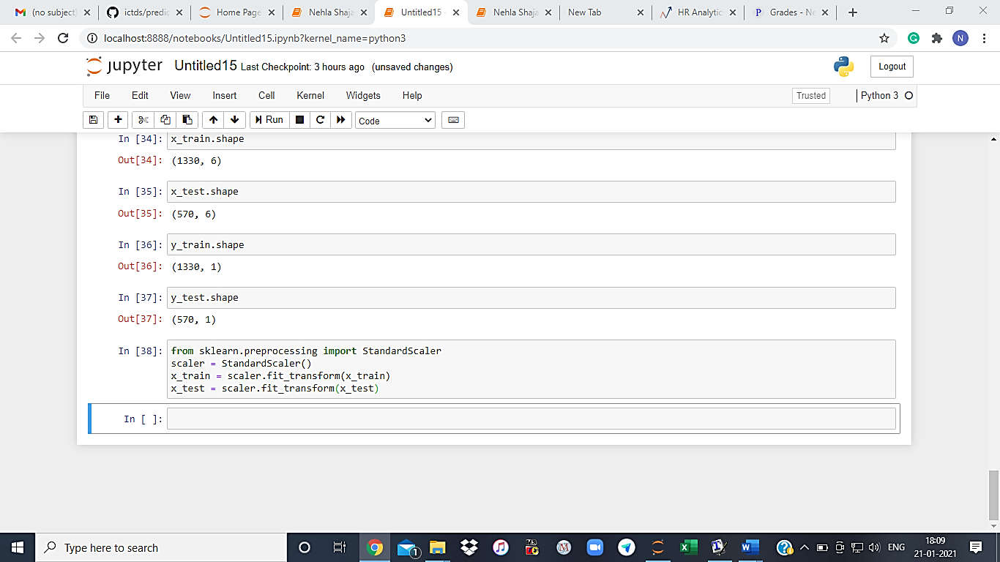 (no subject)
ictds/predic
Home Page
Nehla Shaja
Untitled15 -
Nehla Shaja
New Tab
HR Analytic
P Grades - Ne
localhost:8888/notebooks/Untitled15.ipynb?kernel_name=python3
G
N
jupyter Untitled15 Last Checkpoint: 3 hours ago (unsaved changes)
Logout
File Edit View Insert Cell Kernel Widgets Help
Trusted
Python 3
Run
Code
In [34]: x_train.shape
Out[34]: (1330, 6)
In [35]: x_test.shape
Out[35]: (570, 6)
In [36]: y_train.shape
Out[36]: (1330, 1)
In [37]: y_test.shape
Out[37]: (570, 1)
In [38]: from sklearn.preprocessing import StandardScaler
scaler = StandardScaler()
x_train = scaler.fit_transform(x_train)
x_test = scaler.fit_transform(x_test)
In [ ]:
Type here to search
1
ENG
18:09
21-01-2021